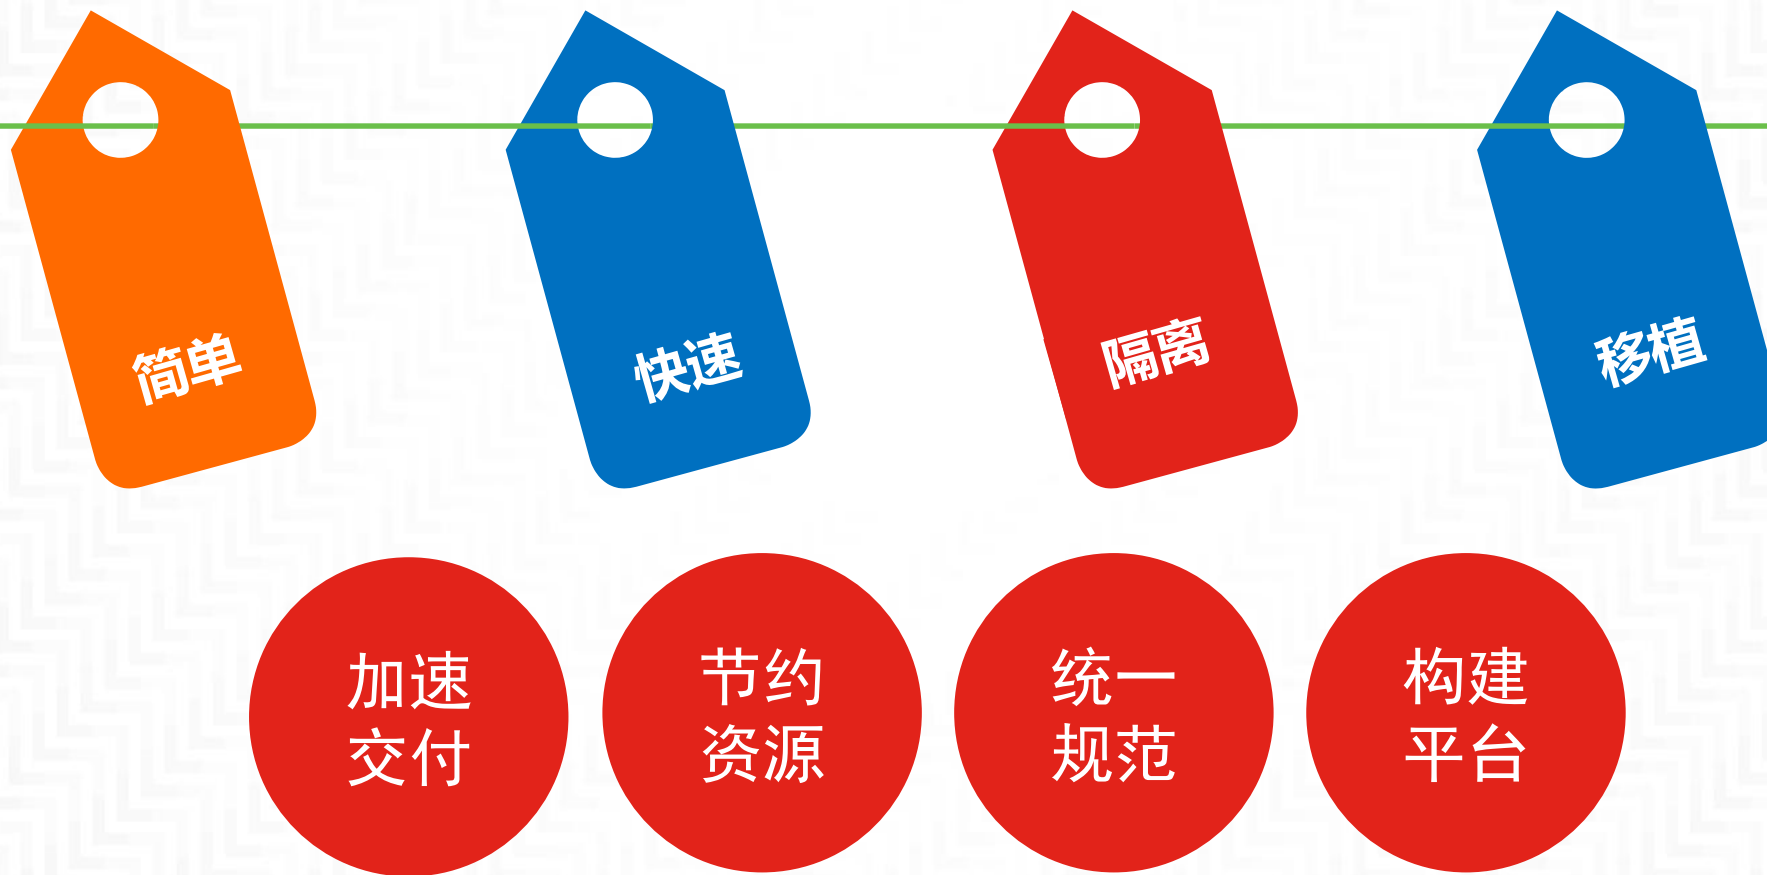 简单
快速
隔离
移植
加速
交付
节约
资源
统一
规范
构建
平台